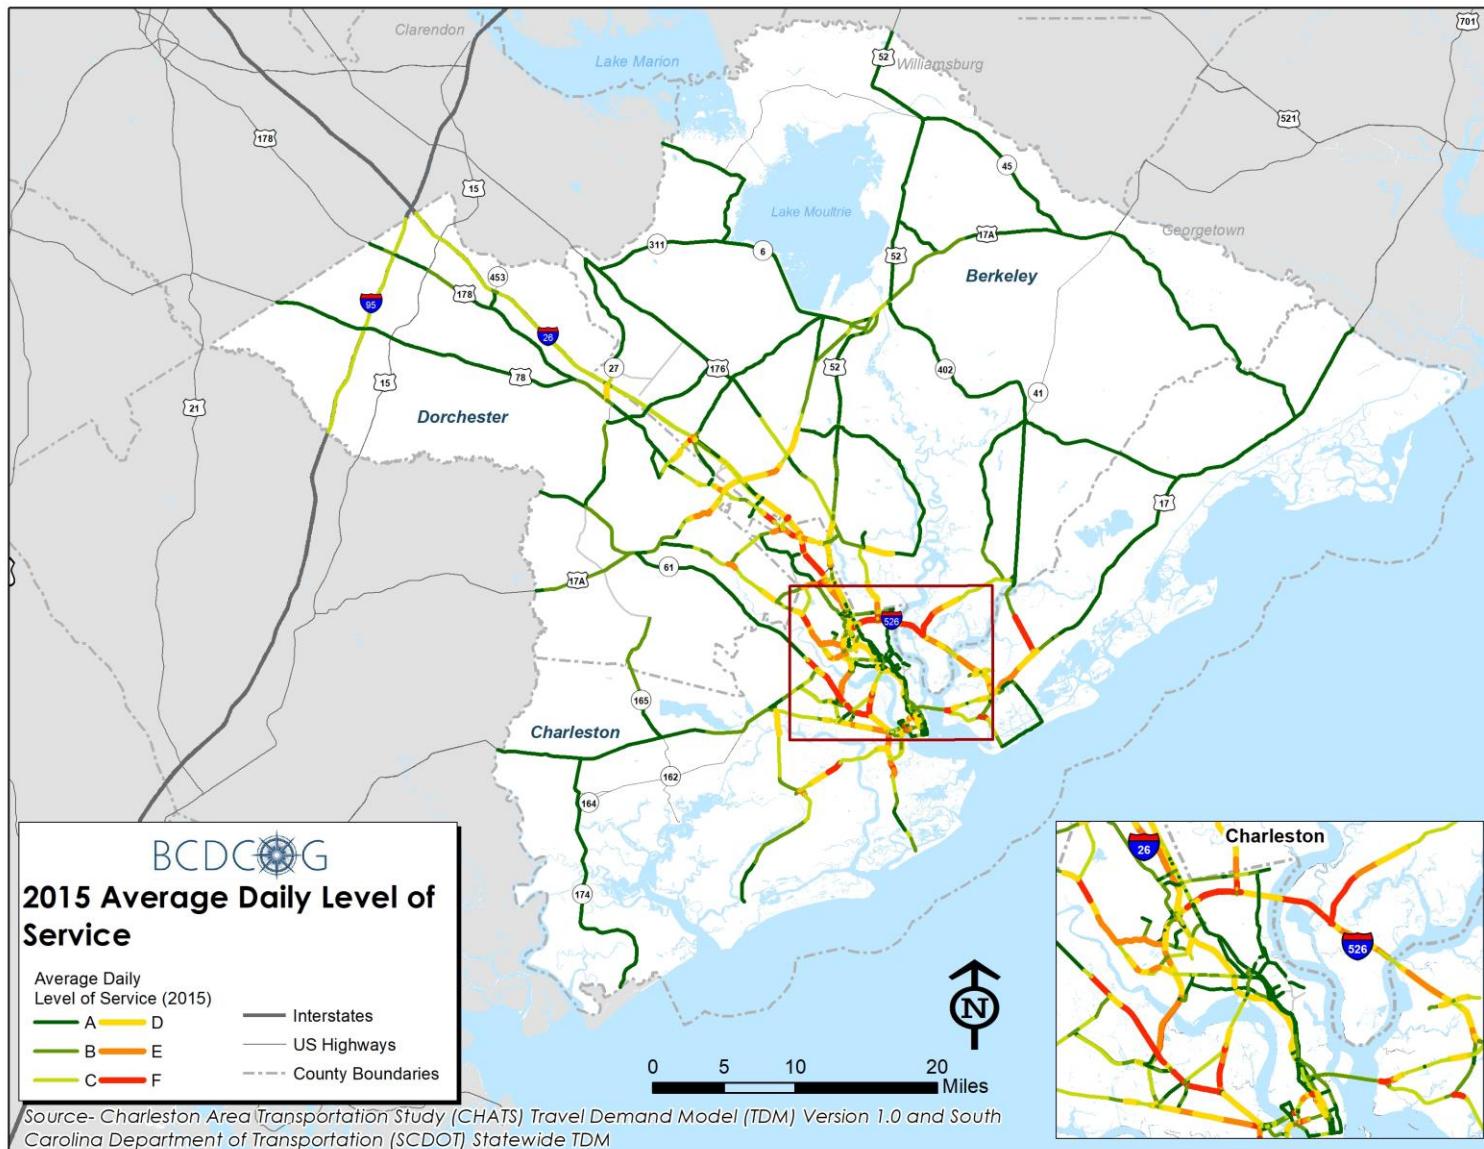 701
Clarendon
52
Lake Marion
Williamsburg
521
178
45
15
Lake Moultrie
Georgetown
17A
311
6
52
Berkeley
453
178
95
26
27
176
52
402
78
15
41
21
Dorchester
17
61
17A
526
165
Charleston
162
164
174
BCDCOG
2015 Average Daily Level of
Service
Average Daily
Level of Service (2015)
A
D
Interstates
B
E
US Highways
C
F
County Boundaries
N
0 5 10 20
Miles
Charleston
26
526
Source- Charleston Area Transportation Study (CHATS) Travel Demand Model (TDM) Version 1.0 and South
Carolina Department of Transportation (SCDOT) Statewide TDM